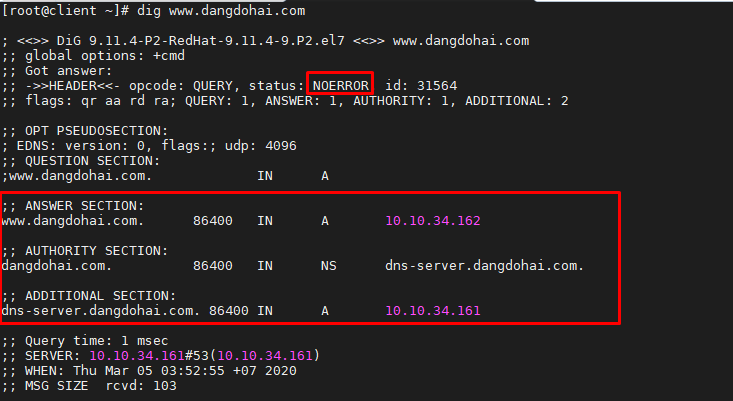 [root@client ~]# dig www.dangdohai.com
; <<>> DiG 9.11.4-P2-RedHat-9.11.4-9.P2.el7 <<>> www.dangdohai.com
;; global options: +cmd
;; Got answer:
;; ->>HEADER<<- opcode: QUERY, status: NOERROR, id: 31564
;; flags: qr aa rd ra; QUERY: 1, ANSWER: 1, AUTHORITY: 1, ADDITIONAL: 2
;; OPT PSEUDOSECTION:
; EDNS: version: 0, flags:; udp: 4096
;; QUESTION SECTION:
;www.dangdohai.com. IN A
;; ANSWER SECTION:
www.dangdohai.com. 86400 IN A 10.10.34.162
;; AUTHORITY SECTION:
dangdohai.com. 86400 IN NS dns-server.dangdohai.com.
;; ADDITIONAL SECTION:
dns-server.dangdohai.com. 86400 IN A 10.10.34.161
;; Query time: 1 msec
;; SERVER: 10.10.34.161#53(10.10.34.161)
;; WHEN: Thu Mar 05 03:52:55 +07 2020
;; MSG SIZE rcvd: 103